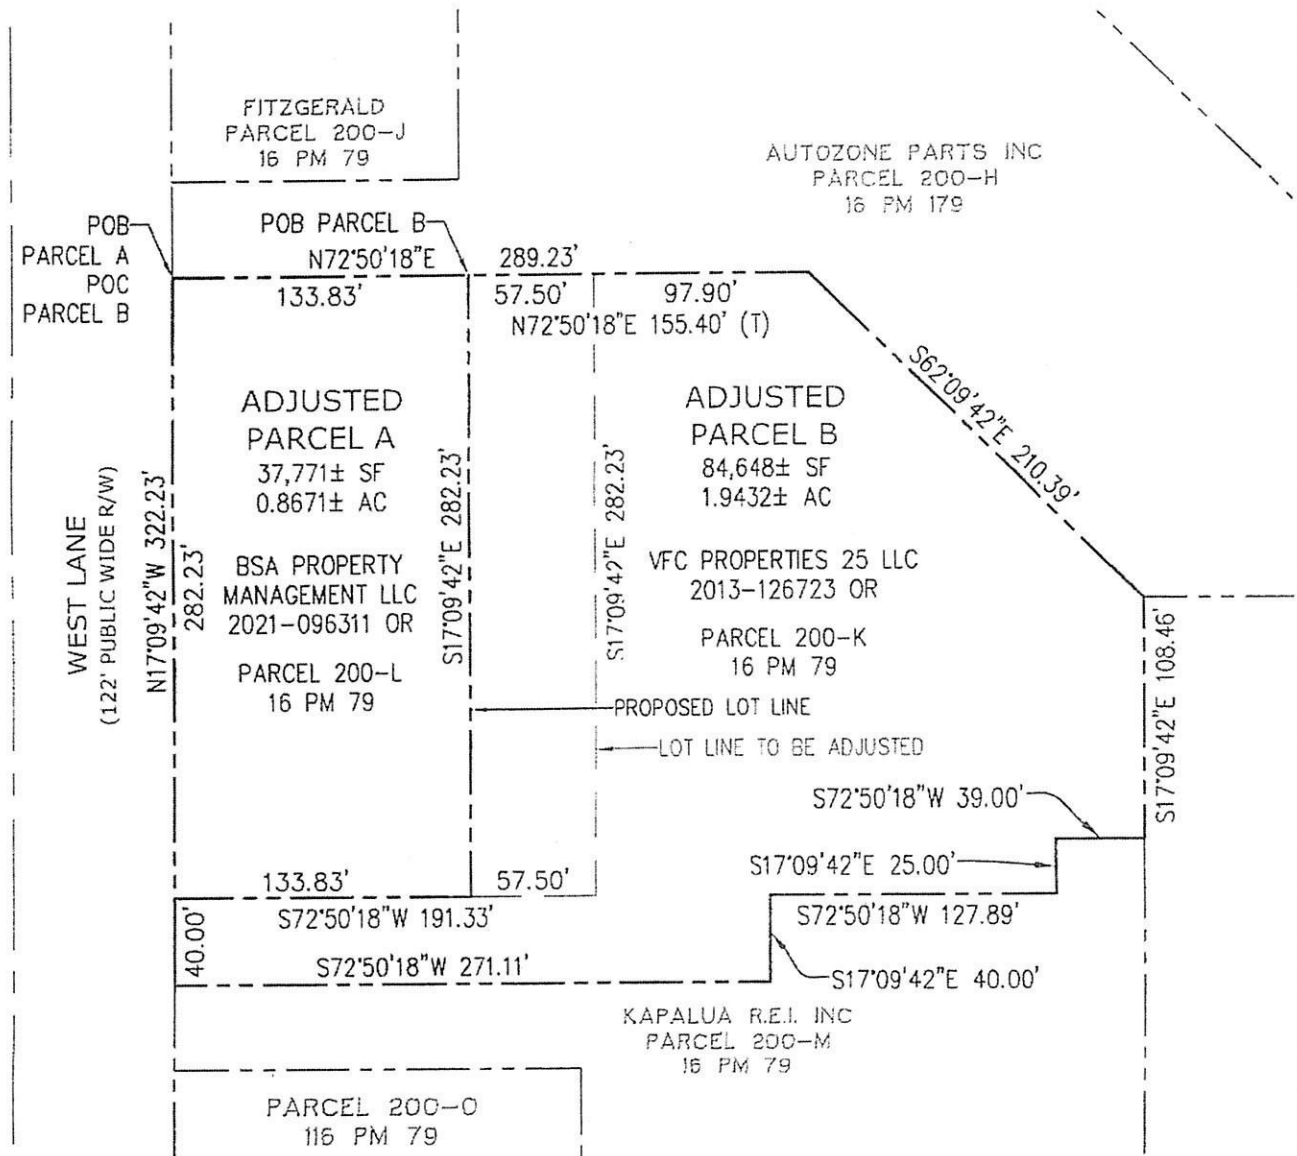 FITZGERALD
PARCEL 200-J
16 PM 79
AUTOZONE PARTS INC
PARCEL 200-H
16 PM 179
POB
PARCEL A
POC
PARCEL B
POB PARCEL B
N72°50'18"E 289.23'
133.83' 57.50' 97.90'
N72°50'18"E 155.40' (T)
S62°09'42"E 210.39'
ADJUSTED
PARCEL A
37,771± SF
0.8671± AC
BSA PROPERTY
MANAGEMENT LLC
2021-096311 OR
PARCEL 200-L
16 PM 79
ADJUSTED
PARCEL B
84,648± SF
1.9432± AC
VFC PROPERTIES 25 LLC
2013-126723 OR
PARCEL 200-K
16 PM 79
WEST LANE
(122' PUBLIC WIDE R/W)
N17°09'42"W 322.23'
282.23'
S17°09'42"E 282.23'
S17°09'42"E 282.23'
S17°09'42"E 108.46'
PROPOSED LOT LINE
LOT LINE TO BE ADJUSTED
S72°50'18"W 39.00'
S17°09'42"E 25.00'
133.83' 57.50'
S72°50'18"W 191.33'
S72°50'18"W 127.89'
40.00'
S72°50'18"W 271.11'
S17°09'42"E 40.00'
KAPALUA R.E.I. INC
PARCEL 200-M
16 PM 79
PARCEL 200-O
116 PM 79